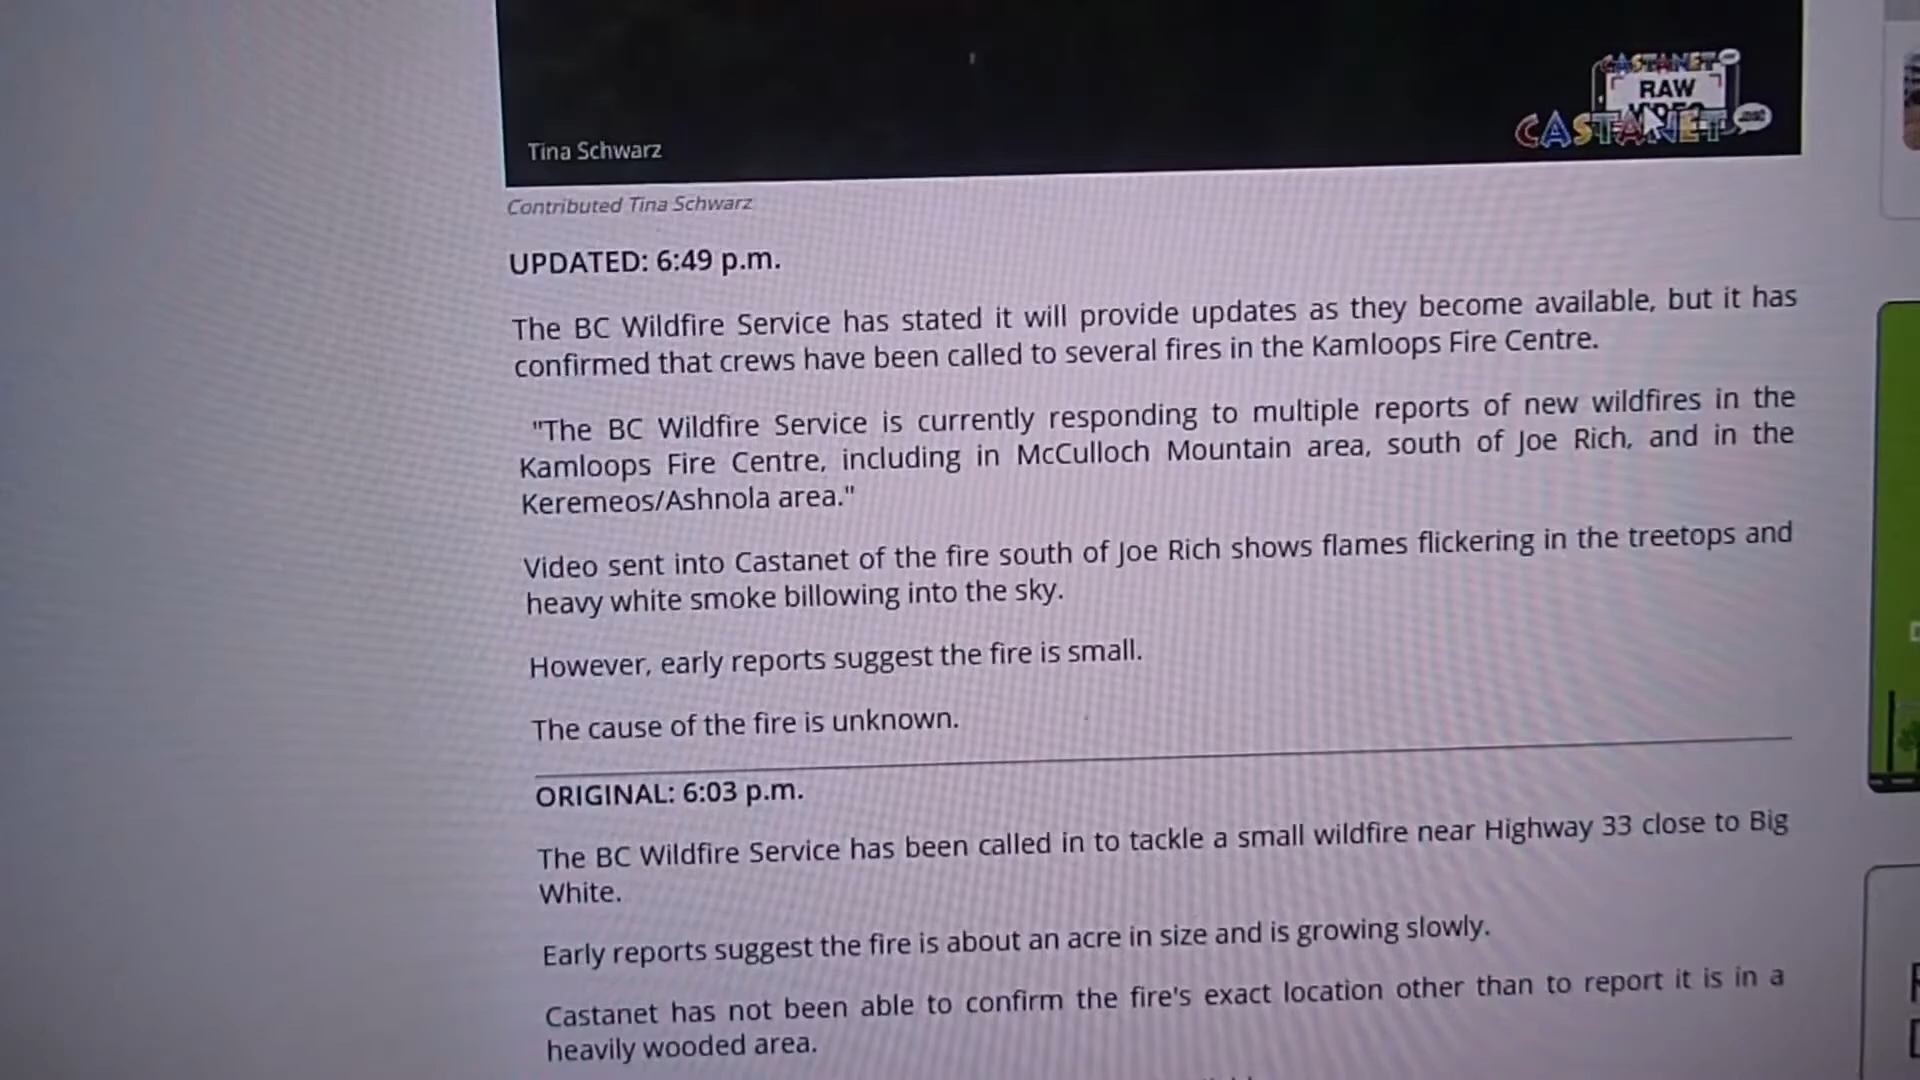 CASTANET
RAW
Tina Schwarz
CASTANET
Contributed Tina Schwarz
UPDATED: 6:49 p.m.
The BC Wildfire Service has stated it will provide updates as they become available, but it has
confirmed that crews have been called to several fires in the Kamloops Fire Centre.
"The BC Wildfire Service is currently responding to multiple reports of new wildfires in the
Kamloops Fire Centre, including in McCulloch Mountain area, south of Joe Rich, and in the
Keremeos/Ashnola area."
Video sent into Castanet of the fire south of Joe Rich shows flames flickering in the treetops and
heavy white smoke billowing into the sky.
However, early reports suggest the fire is small.
The cause of the fire is unknown.
ORIGINAL: 6:03 p.m.
The BC Wildfire Service has been called in to tackle a small wildfire near Highway 33 close to Big
White.
Early reports suggest the fire is about an acre in size and is growing slowly.
Castanet has not been able to confirm the fire's exact location other than to report it is in a
heavily wooded area.